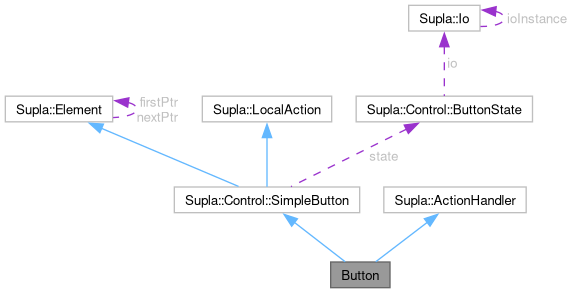 Supla::Io
ioInstance
io
Supla::Element
firstPtr
nextPtr
Supla::LocalAction
Supla::Control::ButtonState
state
Supla::Control::SimpleButton
Supla::ActionHandler
Button